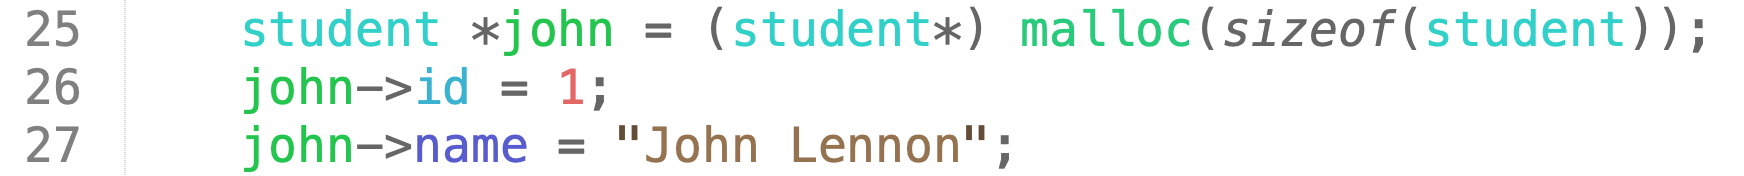 25 student *john = (student*) malloc(sizeof(student));
26 john->id = 1;
27 john->name = "John Lennon";